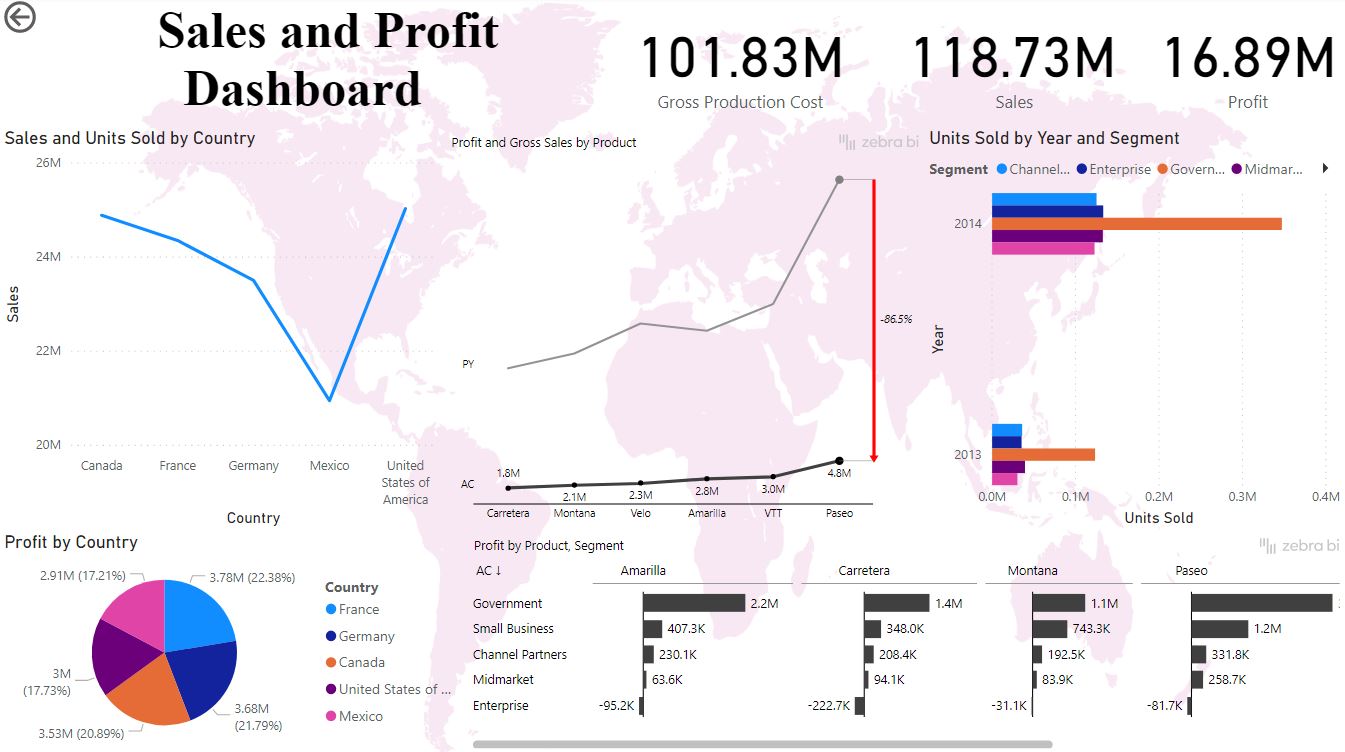 Sales and Profit
Dashboard
101.83M
Gross Production Cost
118.73M
Sales
16.89M
Profit
Sales and Units Sold by Country
26M
24M
22M
20M
Sales
Canada
France
Germany
Mexico
United
States of
America
Country
Profit and Gross Sales by Product
zebra bi
PY
AC
-86.5%
1.8M
2.1M
2.3M
2.8M
3.0M
4.8M
Carretera
Montana
Velo
Amarilla
VTT
Paseo
Units Sold by Year and Segment
Segment Channel... Enterprise Govern... Midmar...
2014
2013
Year
0.0M 0.1M 0.2M 0.3M 0.4M
Units Sold
Profit by Country
2.91M (17.21%)
3.78M (22.38%)
3M
(17.73%)
3.68M
(21.79%)
3.53M (20.89%)
Country
France
Germany
Canada
United States of ...
Mexico
Profit by Product, Segment
zebra bi
AC ↓ Amarilla Carretera Montana Paseo
Government 2.2M 1.4M 1.1M
Small Business 407.3K 348.0K 743.3K 1.2M
Channel Partners 230.1K 208.4K 192.5K 331.8K
Midmarket 63.6K 94.1K 83.9K 258.7K
Enterprise -95.2K -222.7K -31.1K -81.7K